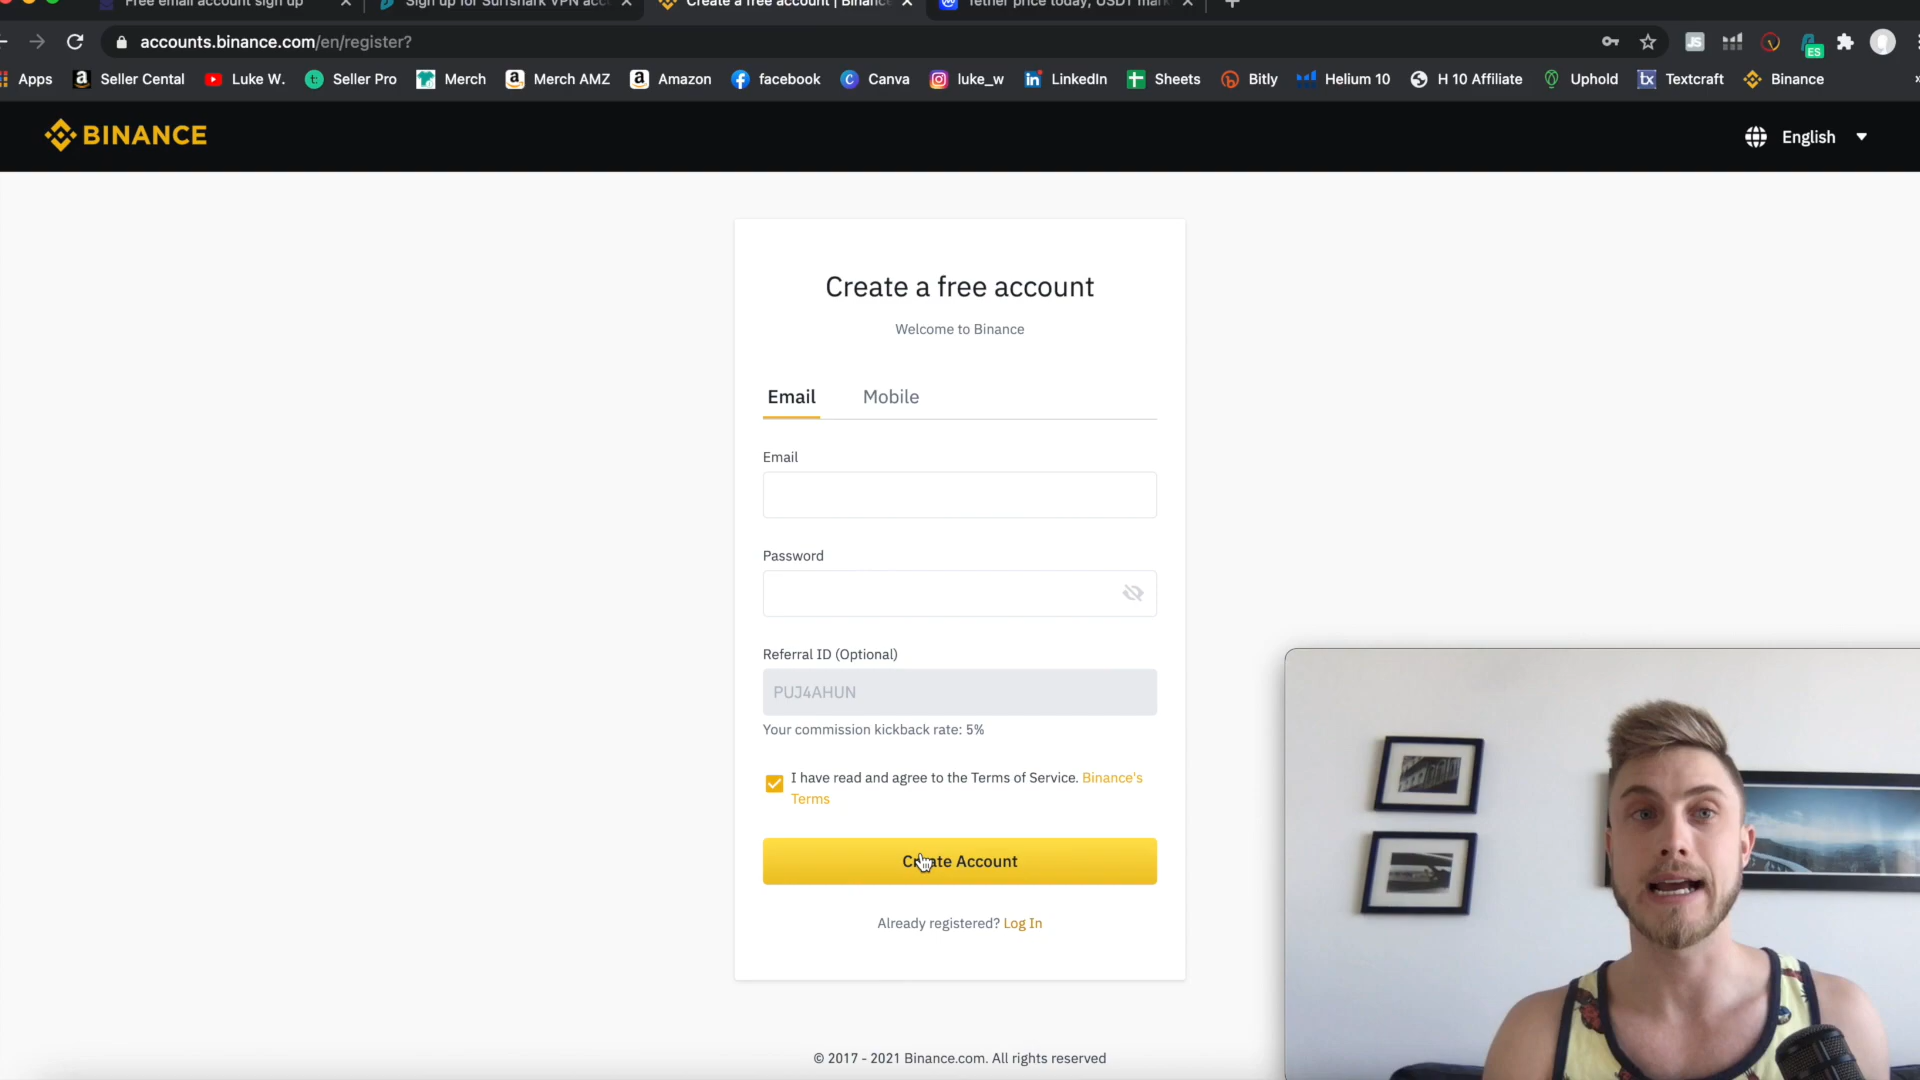 Free email account sign up
Sign up for Surfshark VPN acc
Create a free account | Binance
Tether price today, USDT mark
accounts.binance.com/en/register?
JS
ES
Apps
Seller Cental
Luke W.
Seller Pro
Merch
Merch AMZ
Amazon
facebook
Canva
luke_w
LinkedIn
Sheets
Bitly
Helium 10
H 10 Affiliate
Uphold
tx
Textcraft
Binance
BINANCE
English
Create a free account
Welcome to Binance
Email
Mobile
Email
Password
Referral ID (Optional)
PUJ4AHUN
Your commission kickback rate: 5%
I have read and agree to the Terms of Service. Binance's
Terms
Create Account
Already registered? Log In
© 2017 - 2021 Binance.com. All rights reserved